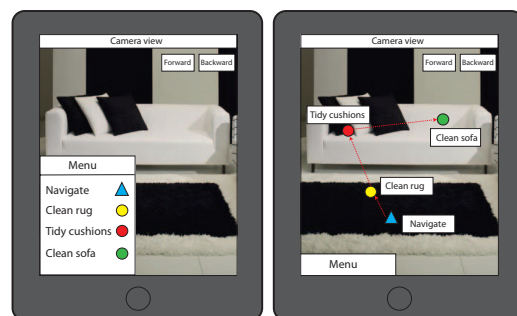 Camera view
Forward Backward
Menu
Navigate
Clean rug
Tidy cushions
Clean sofa
Camera view
Forward Backward
Tidy cushions
Clean sofa
Clean rug
Navigate
Menu